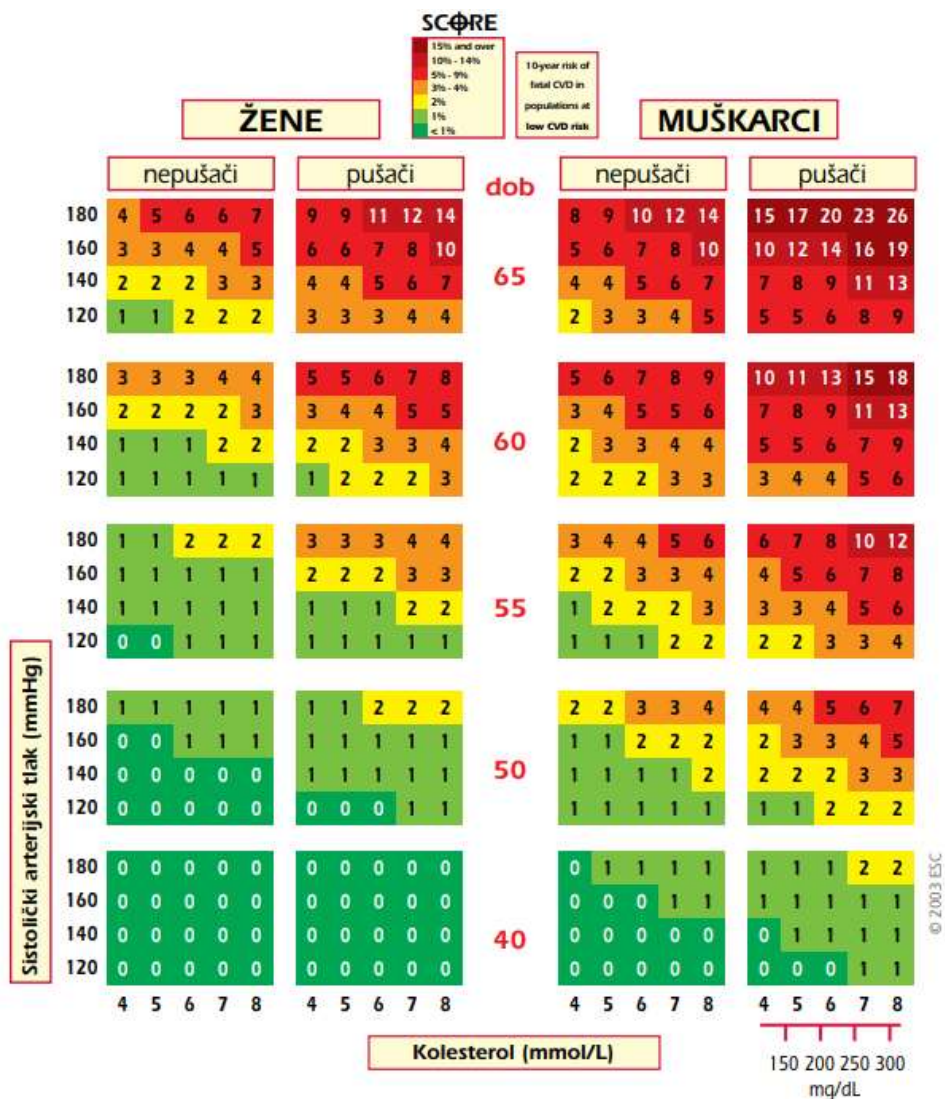 SCORE
15% and over
10% - 14%
5% - 9%
3% - 4%
2%
1%
< 1%
10-year risk of
fatal CVD in
populations at
low CVD risk
ŽENE
MUŠKARCI
nepušači
pušači
dob
nepušači
pušači
180 4 5 6 6 7 9 9 11 12 14 8 9 10 12 14 15 17 20 23 26
160 3 3 4 4 5 6 6 7 8 10 5 6 7 8 10 10 12 14 16 19
65
140 2 2 2 3 3 4 4 5 6 7 4 4 5 6 7 7 8 9 11 13
120 1 1 2 2 2 3 3 3 4 4 2 3 3 4 5 5 5 6 8 9
180 3 3 3 4 4 5 5 6 7 8 5 6 7 8 9 10 11 13 15 18
160 2 2 2 2 3 3 4 4 5 5 3 4 5 5 6 7 8 9 11 13
60
140 1 1 1 2 2 2 2 3 3 4 2 3 3 4 4 5 5 6 7 9
120 1 1 1 1 1 1 2 2 2 3 2 2 2 3 3 3 4 4 5 6
180 1 1 2 2 2 3 3 3 4 4 3 4 4 5 6 6 7 8 10 12
160 1 1 1 1 1 2 2 2 3 3 2 2 3 3 4 4 5 6 7 8
55
140 1 1 1 1 1 1 1 1 2 2 1 2 2 2 3 3 3 4 5 6
120 0 0 1 1 1 1 1 1 1 1 1 1 1 2 2 2 2 3 3 4
180 1 1 1 1 1 1 1 2 2 2 2 2 3 3 4 4 4 5 6 7
160 0 0 1 1 1 1 1 1 1 1 1 1 2 2 2 2 3 3 4 5
50
140 0 0 0 0 0 1 1 1 1 1 1 1 1 1 2 2 2 2 3 3
120 0 0 0 0 0 0 0 0 1 1 1 1 1 1 1 1 1 2 2 2
180 0 0 0 0 0 0 0 0 0 0 0 1 1 1 1 1 1 1 2 2
160 0 0 0 0 0 0 0 0 0 0 0 0 0 1 1 1 1 1 1 1
40
140 0 0 0 0 0 0 0 0 0 0 0 0 0 0 0 0 1 1 1 1
120 0 0 0 0 0 0 0 0 0 0 0 0 0 0 0 0 0 0 1 1
4 5 6 7 8 4 5 6 7 8 4 5 6 7 8 4 5 6 7 8
Sistolički arterijski tlak (mmHg)
Kolesterol (mmol/L)
150 200 250 300
mg/dL
© 2003 ESC